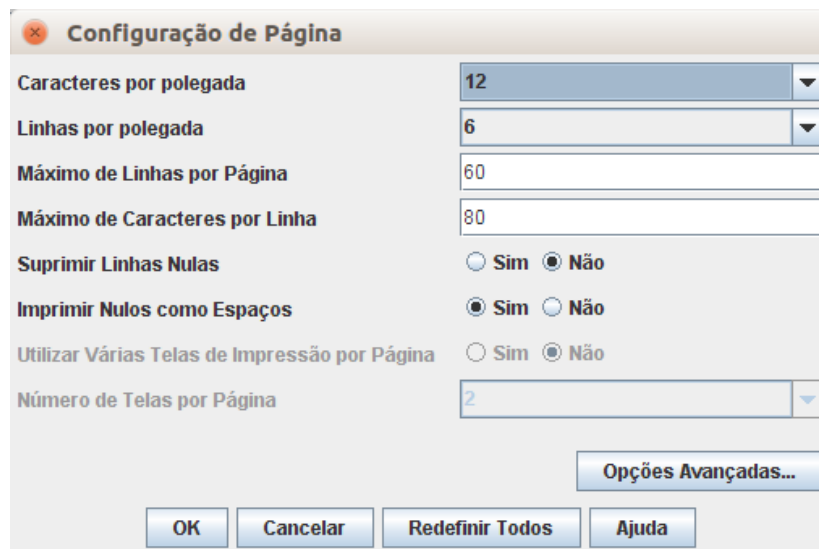 Configuração de Página
Caracteres por polegada 12
Linhas por polegada 6
Máximo de Linhas por Página 60
Máximo de Caracteres por Linha 80
Suprimir Linhas Nulas Sim Não
Imprimir Nulos como Espaços Sim Não
Utilizar Várias Telas de Impressão por Página Sim Não
Número de Telas por Página 2
Opções Avançadas...
OK Cancelar Redefinir Todos Ajuda